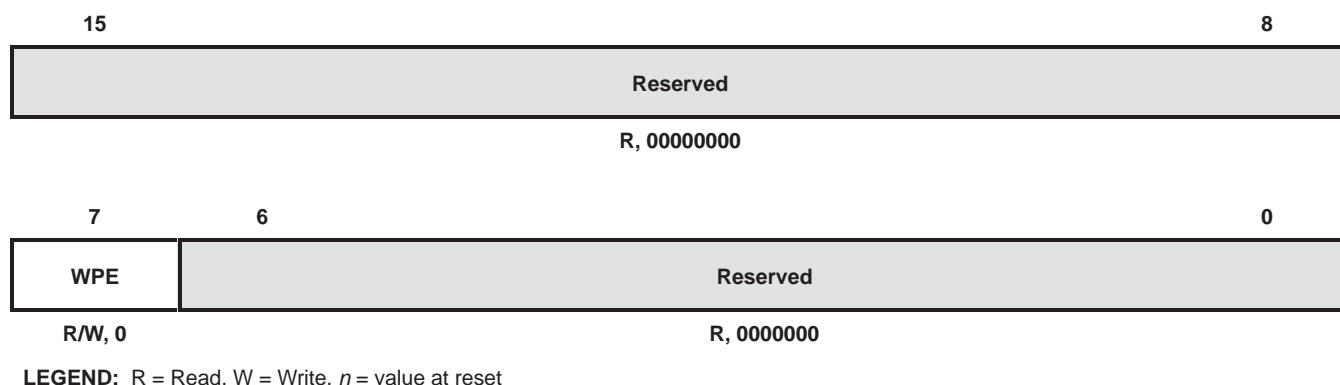 15 8
Reserved
R, 00000000
7 6 0
WPE Reserved
R/W, 0 R, 0000000
LEGEND: R = Read, W = Write, n = value at reset